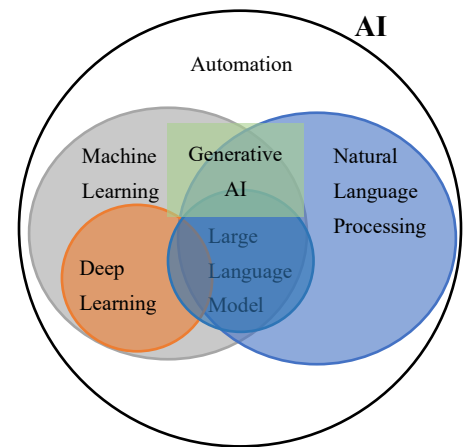 AI
Automation
Machine
Learning
Generative
AI
Natural
Language
Processing
Deep
Learning
Large
Language
Model